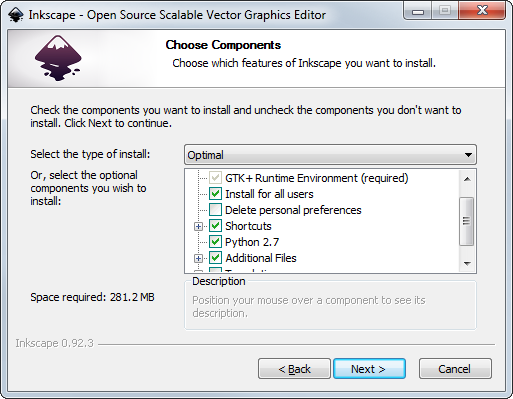 Inkscape - Open Source Scalable Vector Graphics Editor
Choose Components
Choose which features of Inkscape you want to install.
Check the components you want to install and uncheck the components you don't want to
install. Click Next to continue.
Select the type of install:
Optimal
Or, select the optional
components you wish to
install:
GTK+ Runtime Environment (required)
Install for all users
Delete personal preferences
Shortcuts
Python 2.7
Additional Files
Space required: 281.2 MB
Description
Position your mouse over a component to see its
description.
Inkscape 0.92.3
< Back
Next >
Cancel